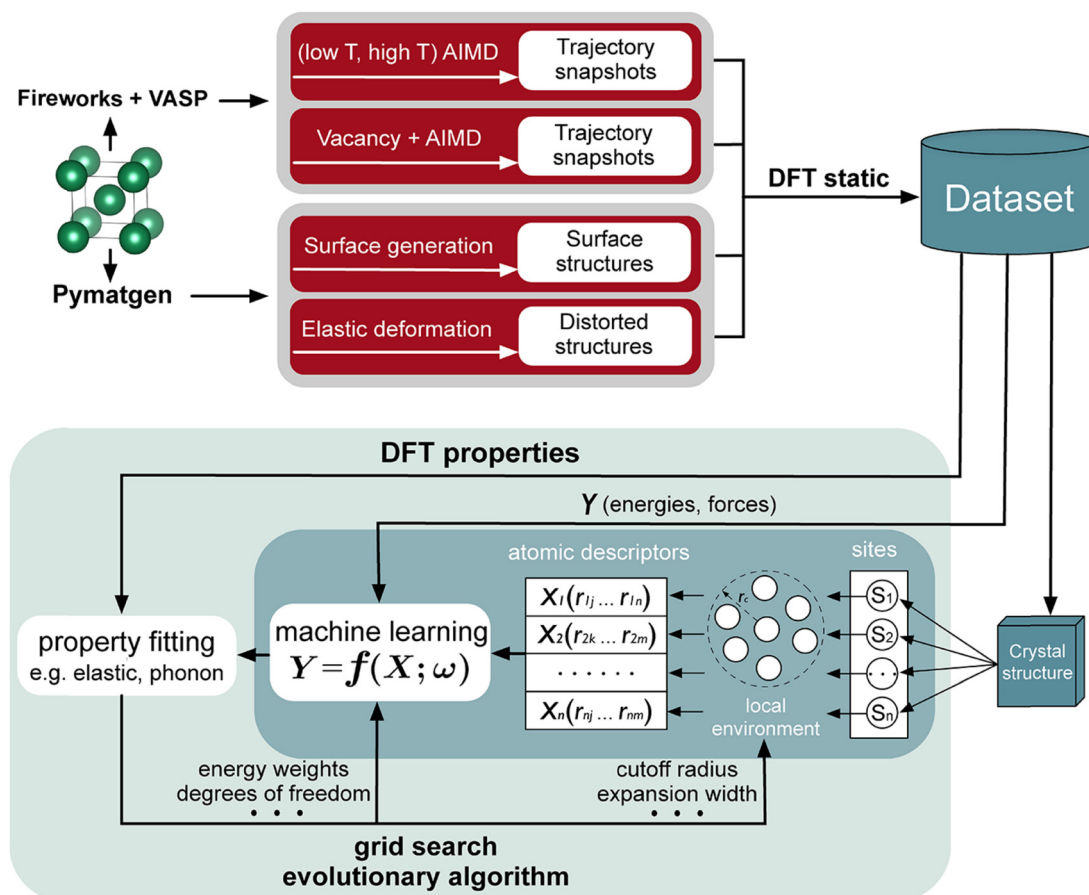 (low T, high T) AIMD
Trajectory
snapshots
Fireworks + VASP
Vacancy + AIMD
Trajectory
snapshots
DFT static
Dataset
Surface generation
Surface
structures
Pymatgen
Elastic deformation
Distorted
structures
DFT properties
Y (energies, forces)
atomic descriptors
sites
X₁(r₁ⱼ ... r₁ₙ)
r_c
S₁
property fitting
e.g. elastic, phonon
machine learning
Y = f(X; ω)
X₂(r₂ₖ ... r₂ₘ)
S₂
· · · · · ·
· · ·
Crystal
structure
Xₙ(rₙⱼ ... rₙₘ)
local
environment
Sₙ
energy weights
degrees of freedom
• • •
cutoff radius
expansion width
• • •
grid search
evolutionary algorithm